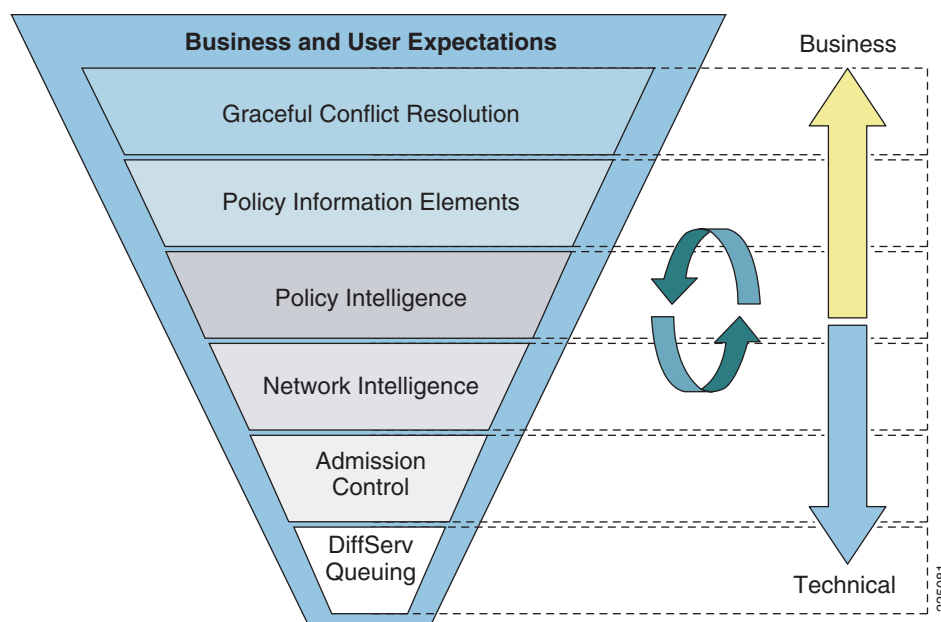 Business and User Expectations
Business
Graceful Conflict Resolution
Policy Information Elements
Policy Intelligence
Network Intelligence
Admission
Control
DiffServ
Queuing
Technical
225081